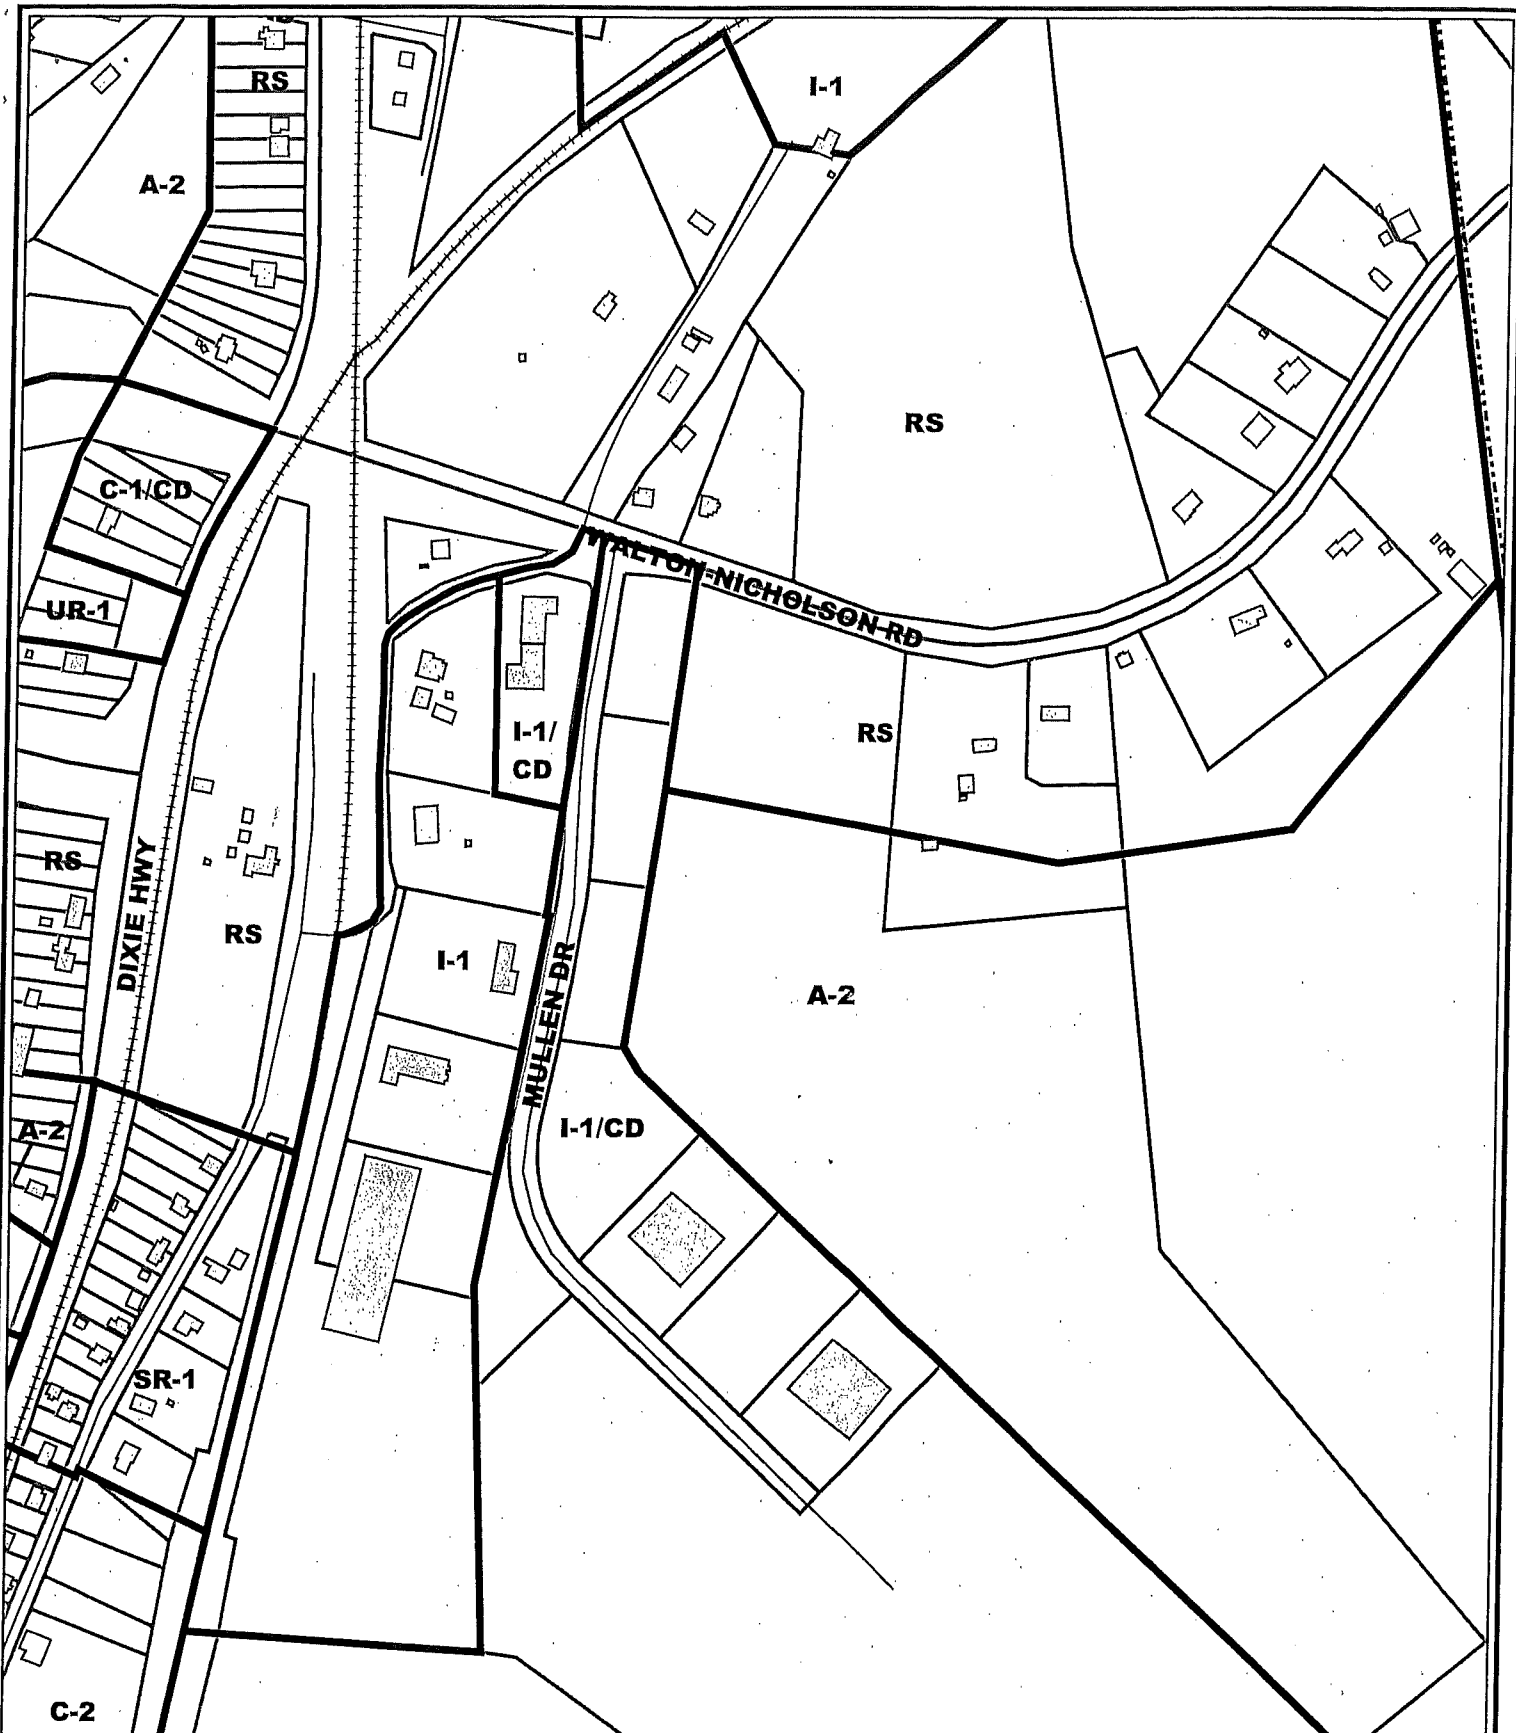 RS
I-1
A-2
RS
C-1/CD
WALTON-NICHOLSON RD
UR-1
I-1/
CD
RS
RS
DIXIE HWY
RS
I-1
MULLEN DR
A-2
A-2
I-1/CD
SR-1
C-2